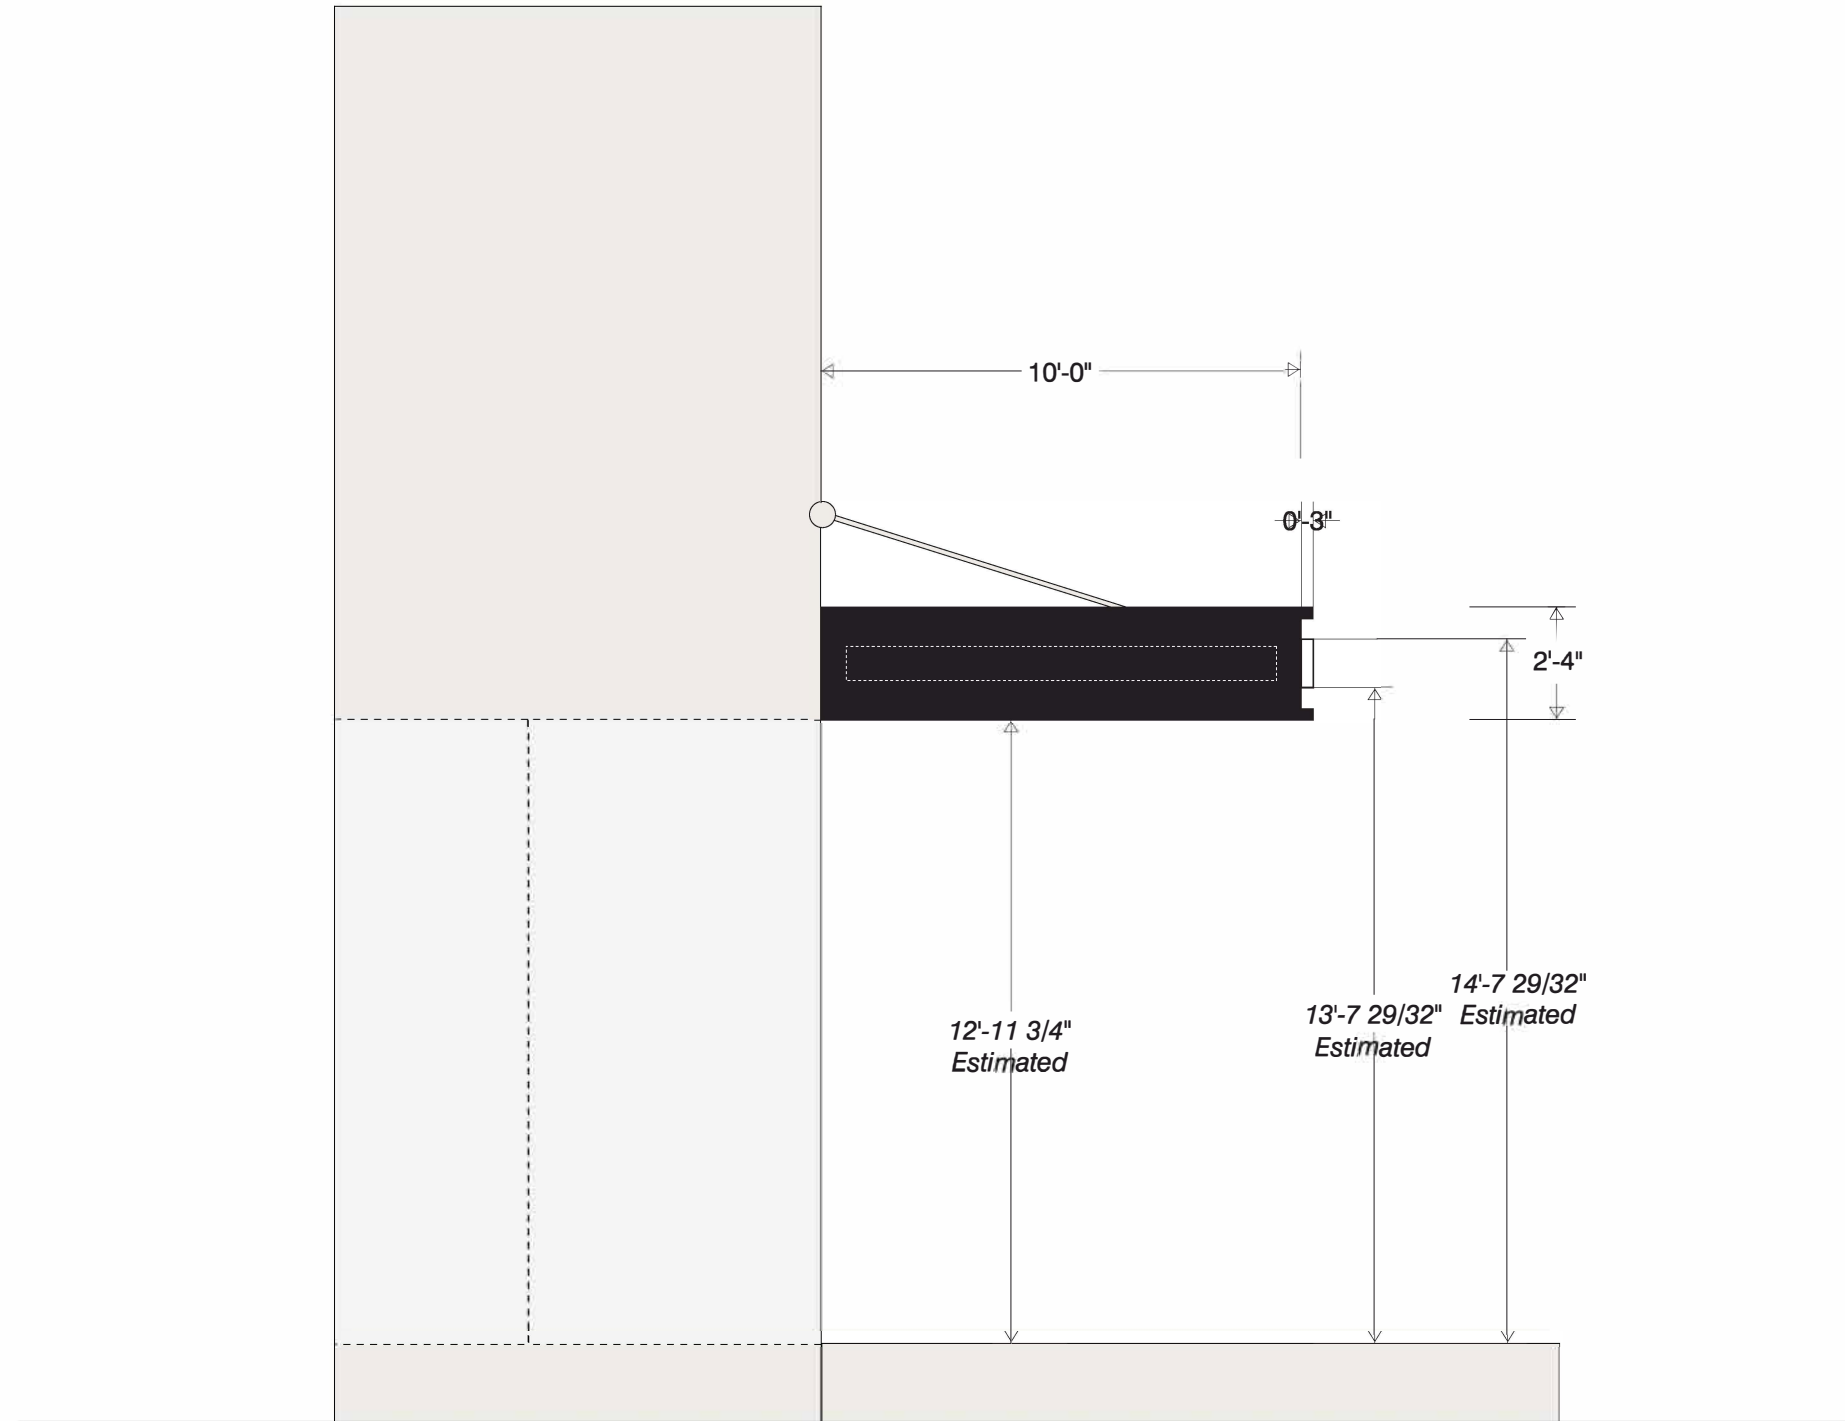 10'-0"
0'-3"
2'-4"
14'-7 29/32"
Estimated
13'-7 29/32"
Estimated
12'-11 3/4"
Estimated